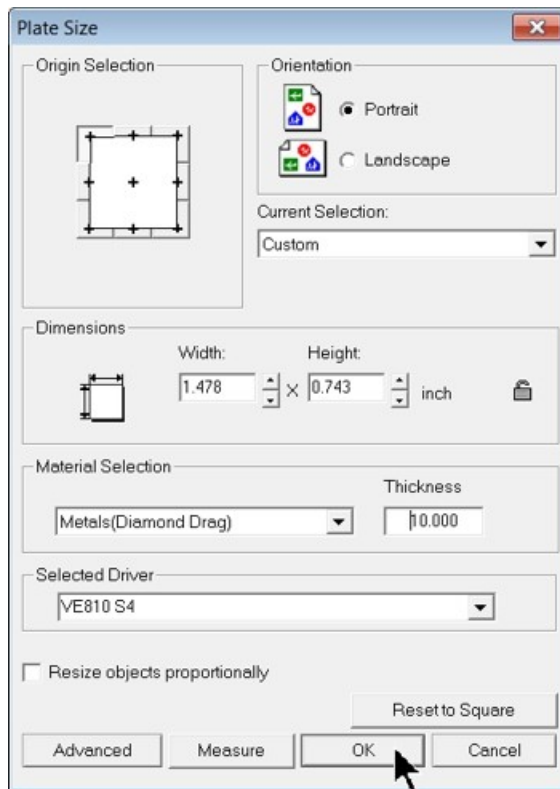 Plate Size
Origin Selection
Orientation
Portrait
Landscape
Current Selection:
Custom
Dimensions
Width:
Height:
1.478 X 0.743 inch
Material Selection
Thickness
Metals(Diamond Drag) 10.000
Selected Driver
VE810 S4
Resize objects proportionally
Reset to Square
Advanced Measure OK Cancel